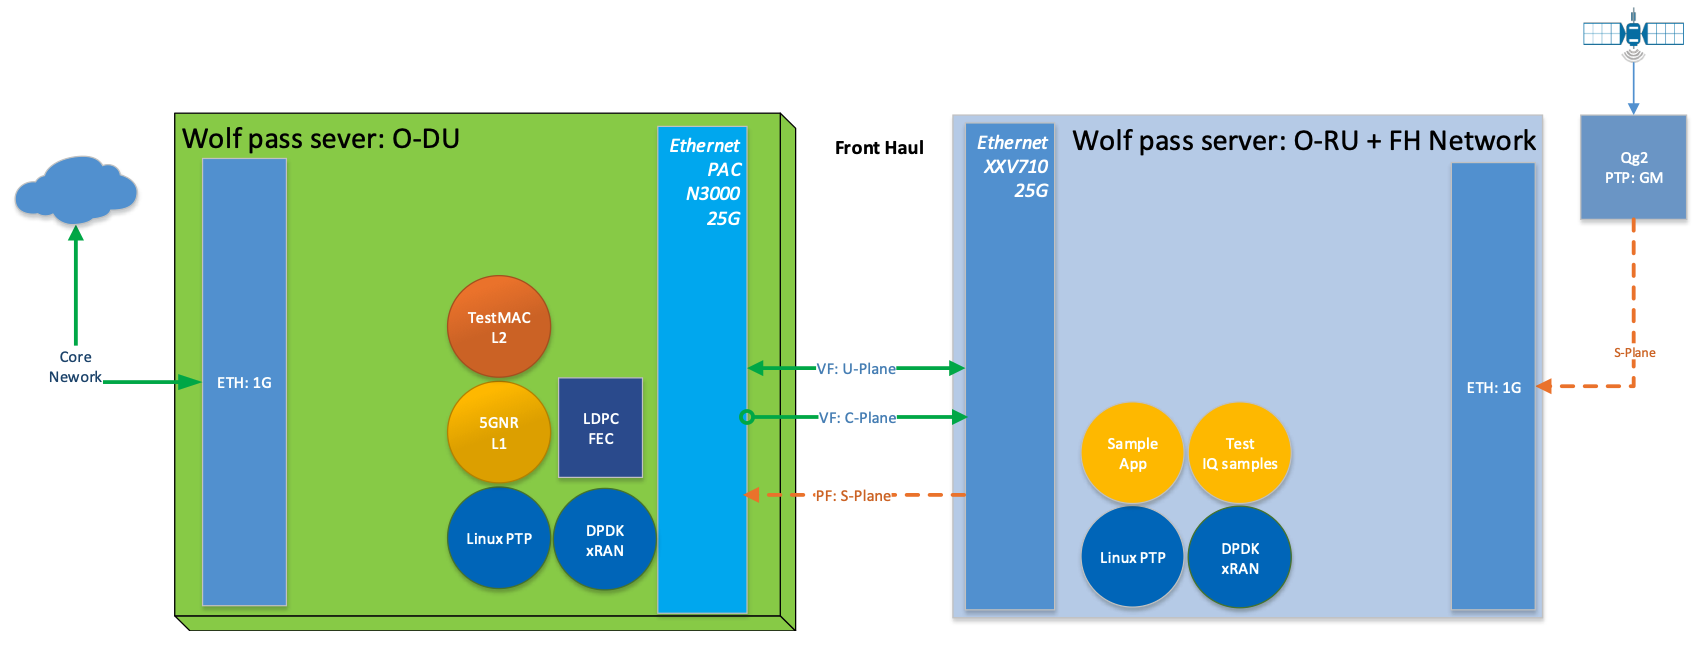 Wolf pass sever: O-DU
Ethernet
PAC
N3000
25G
Front Haul
Ethernet
XXV710
25G
Wolf pass server: O-RU + FH Network
Qg2
PTP: GM
TestMAC
L2
Core
Nework
ETH: 1G
VF: U-Plane
S-Plane
ETH: 1G
5GNR
L1
LDPC
FEC
VF: C-Plane
Sample
App
Test
IQ samples
PF: S-Plane
Linux PTP
DPDK
xRAN
Linux PTP
DPDK
xRAN